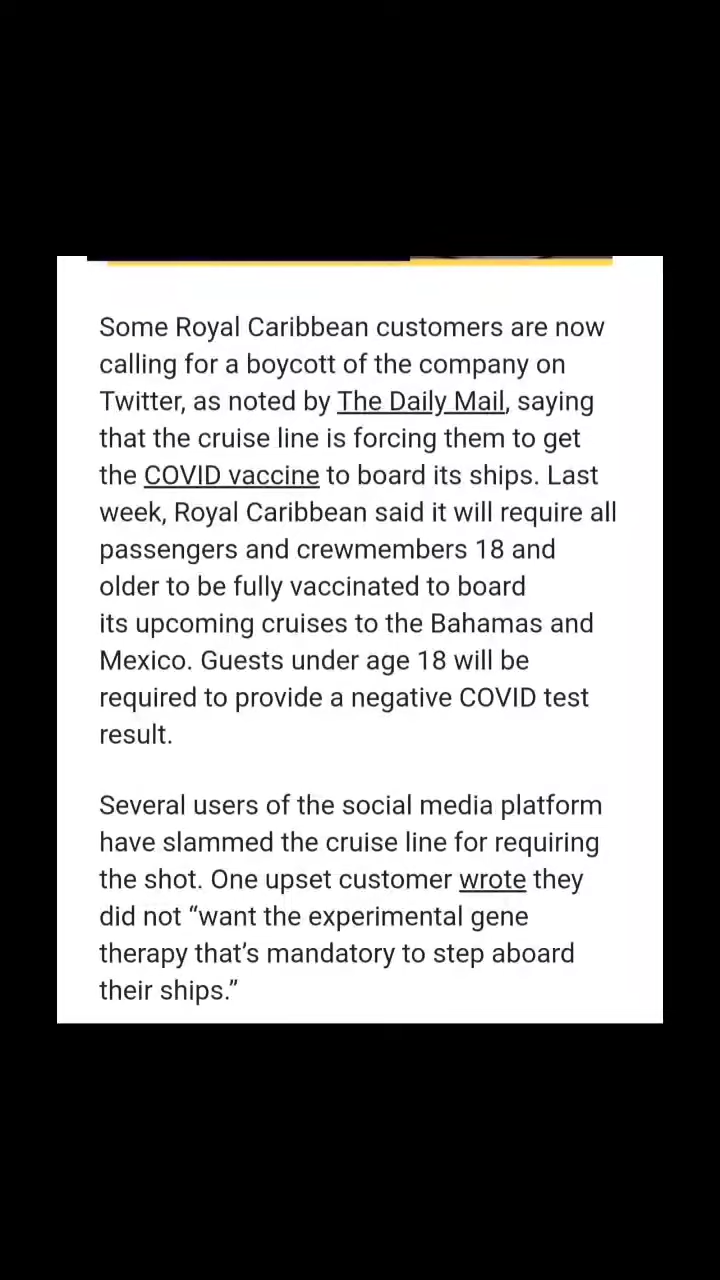 Some Royal Caribbean customers are now
calling for a boycott of the company on
Twitter, as noted by The Daily Mail, saying
that the cruise line is forcing them to get
the COVID vaccine to board its ships. Last
week, Royal Caribbean said it will require all
passengers and crewmembers 18 and
older to be fully vaccinated to board
its upcoming cruises to the Bahamas and
Mexico. Guests under age 18 will be
required to provide a negative COVID test
result.
Several users of the social media platform
have slammed the cruise line for requiring
the shot. One upset customer wrote they
did not “want the experimental gene
therapy that’s mandatory to step aboard
their ships.”